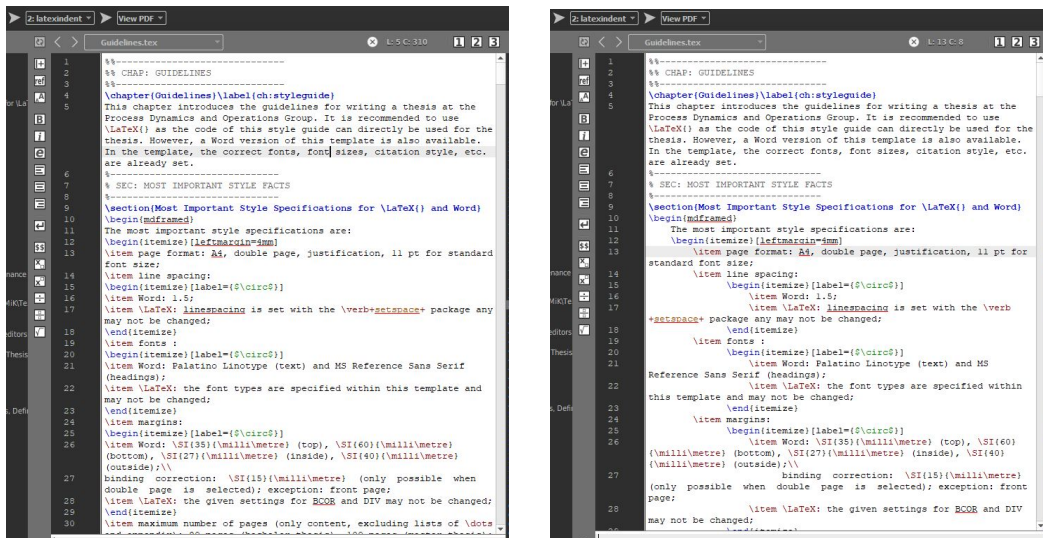 2: latexindent
View PDF
Guidelines.tex
L: 5 C: 310
1 2 3
1 %%------------------------------
2 %% CHAP: GUIDELINES
3 %%------------------------------
4 \chapter{Guidelines}\label{ch:styleguide}
5 This chapter introduces the guidelines for writing a thesis at the
Process Dynamics and Operations Group. It is recommended to use
\LaTeX{} as the code of this style guide can directly be used for the
thesis. However, a Word version of this template is also available.
In the template, the correct fonts, font sizes, citation style, etc.
are already set.
6 %------------------------------
7 % SEC: MOST IMPORTANT STYLE FACTS
8 %------------------------------
9 \section{Most Important Style Specifications for \LaTeX{} and Word}
10 \begin{mdframed}
11 The most important style specifications are:
12 \begin{itemize}[leftmargin=4mm]
13 \item page format: A4, double page, justification, 11 pt for standard
font size;
14 \item line spacing:
15 \begin{itemize}[label={$\circ$}]
16 \item Word: 1.5;
17 \item \LaTeX: linespacing is set with the \verb+setspace+ package any
may not be changed;
18 \end{itemize}
19 \item fonts :
20 \begin{itemize}[label={$\circ$}]
21 \item Word: Palatino Linotype (text) and MS Reference Sans Serif
(headings);
22 \item \LaTeX: the font types are specified within this template and
may not be changed;
23 \end{itemize}
24 \item margins:
25 \begin{itemize}[label={$\circ$}]
26 \item Word: \SI{35}{\milli\metre} (top), \SI{60}{\milli\metre}
(bottom), \SI{27}{\milli\metre} (inside), \SI{40}{\milli\metre}
(outside);\\
27 binding correction: \SI{15}{\milli\metre} (only possible when
double page is selected); exception: front page;
28 \item \LaTeX: the given settings for BCOR and DIV may not be changed;
29 \end{itemize}
30 \item maximum number of pages (only content, excluding lists of \dots
2: latexindent
View PDF
Guidelines.tex
L: 13 C: 8
1 2 3
1 %%------------------------------
2 %% CHAP: GUIDELINES
3 %%------------------------------
4 \chapter{Guidelines}\label{ch:styleguide}
5 This chapter introduces the guidelines for writing a thesis at the
Process Dynamics and Operations Group. It is recommended to use
\LaTeX{} as the code of this style guide can directly be used for the
thesis. However, a Word version of this template is also available.
In the template, the correct fonts, font sizes, citation style, etc.
are already set.
6 %------------------------------
7 % SEC: MOST IMPORTANT STYLE FACTS
8 %------------------------------
9 \section{Most Important Style Specifications for \LaTeX{} and Word}
10 \begin{mdframed}
11 The most important style specifications are:
12 \begin{itemize}[leftmargin=4mm]
13 \item page format: A4, double page, justification, 11 pt for
standard font size;
14 \item line spacing:
15 \begin{itemize}[label={$\circ$}]
16 \item Word: 1.5;
17 \item \LaTeX: linespacing is set with the \verb
+setspace+ package any may not be changed;
18 \end{itemize}
19 \item fonts :
20 \begin{itemize}[label={$\circ$}]
21 \item Word: Palatino Linotype (text) and MS
Reference Sans Serif (headings);
22 \item \LaTeX: the font types are specified within
this template and may not be changed;
23 \end{itemize}
24 \item margins:
25 \begin{itemize}[label={$\circ$}]
26 \item Word: \SI{35}{\milli\metre} (top), \SI{60}
{\milli\metre} (bottom), \SI{27}{\milli\metre} (inside), \SI{40}
{\milli\metre} (outside);\\
27 binding correction: \SI{15}{\milli\metre}
(only possible when double page is selected); exception: front
page;
28 \item \LaTeX: the given settings for BCOR and DIV
may not be changed;